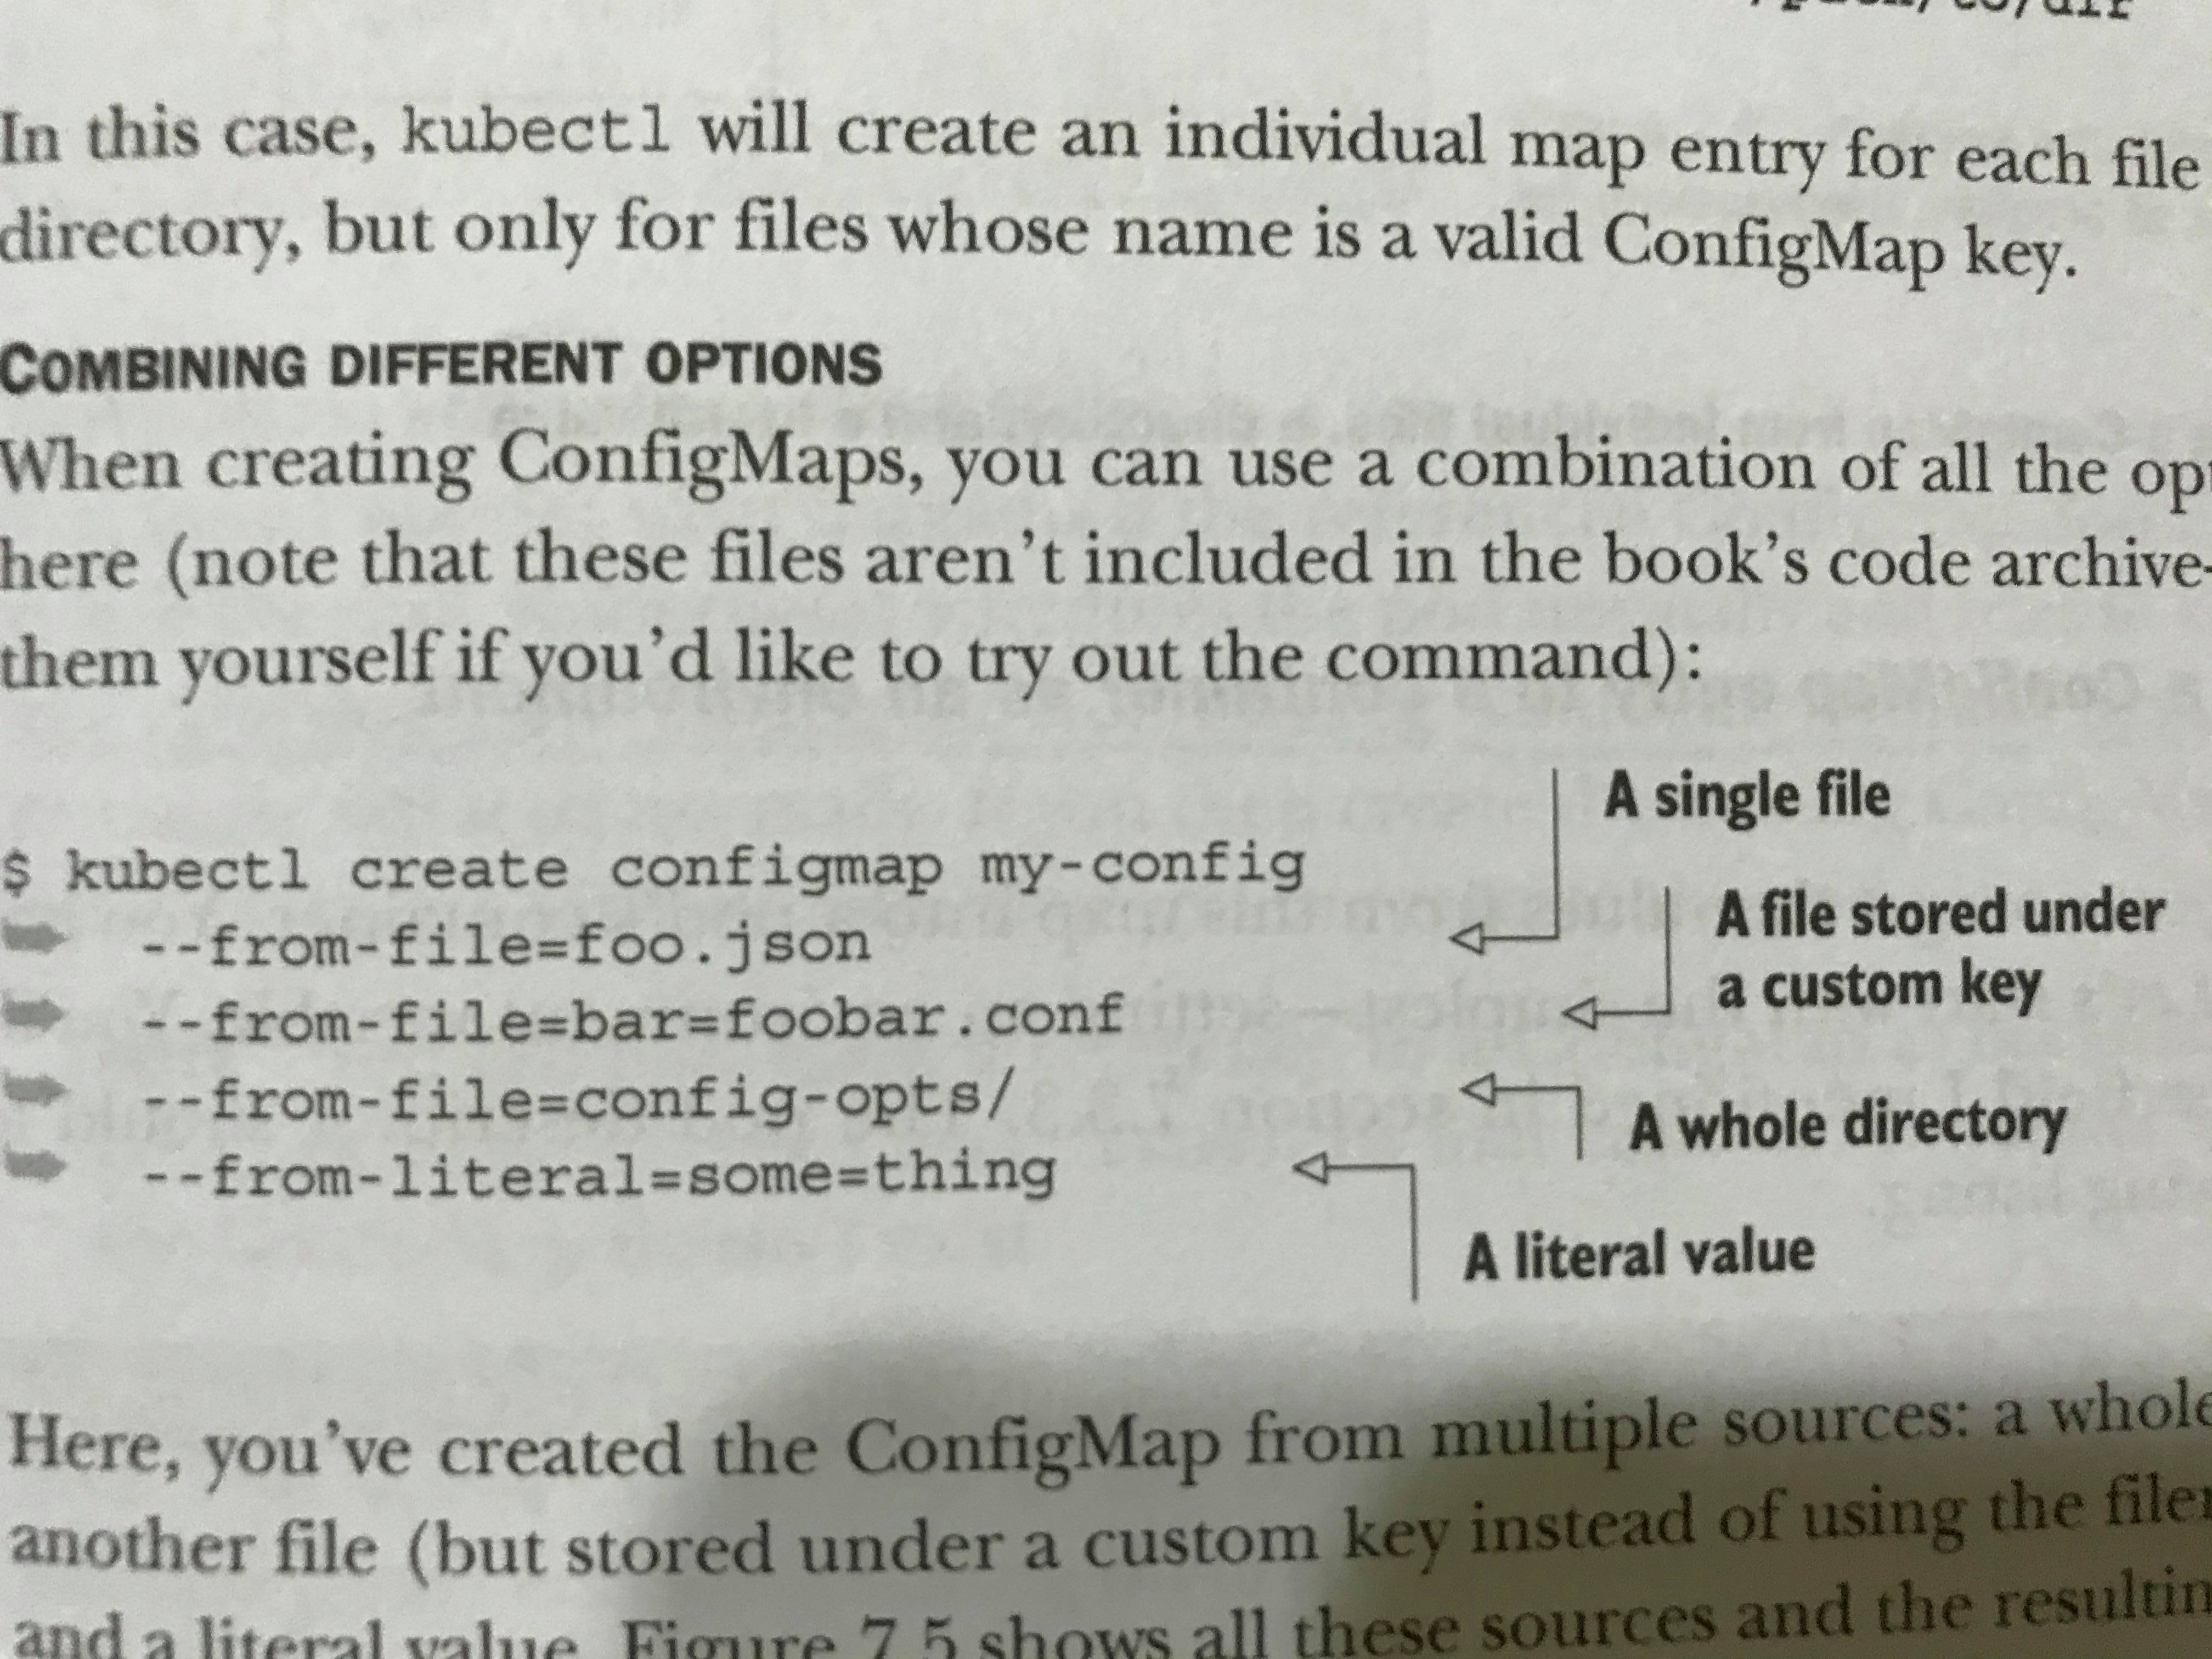 /path/to/dir
In this case, kubectl will create an individual map entry for each file
directory, but only for files whose name is a valid ConfigMap key.
COMBINING DIFFERENT OPTIONS
When creating ConfigMaps, you can use a combination of all the
here (note that these files aren't included in the book's code archive
them yourself if you'd like to try out the command):
A single file
$ kubectl create configmap my-config
A file stored under
--from-file=foo.json
a custom key
--from-file=bar=foobar.conf
--from-file=config-opts/
A whole directory
--from-literal=some=thing
A literal value
Here, you've created the ConfigMap from multiple sources: a whole
another file (but stored under a custom key instead of using the
and a literal value. Figure 7.5 shows all these sources and the